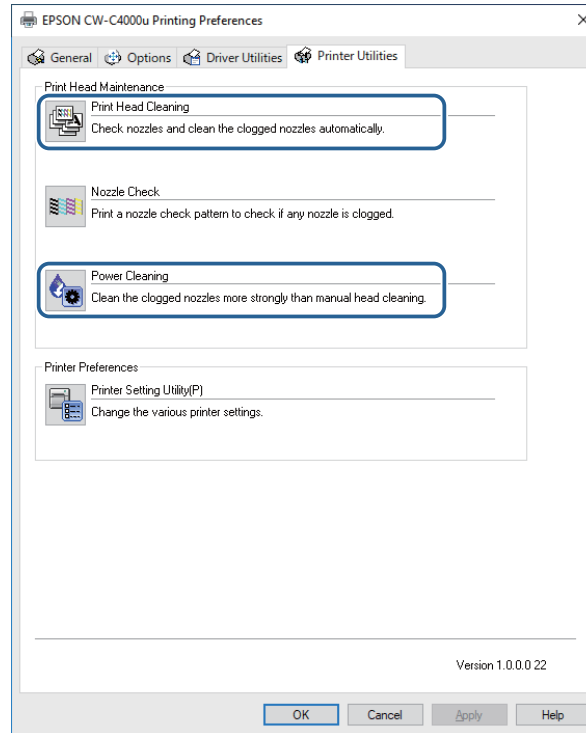 EPSON CW-C4000u Printing Preferences
General Options Driver Utilities Printer Utilities
Print Head Maintenance
Print Head Cleaning
Check nozzles and clean the clogged nozzles automatically.
Nozzle Check
Print a nozzle check pattern to check if any nozzle is clogged.
Power Cleaning
Clean the clogged nozzles more strongly than manual head cleaning.
Printer Preferences
Printer Setting Utility(P)
Change the various printer settings.
Version 1.0.0.0 22
OK Cancel Apply Help